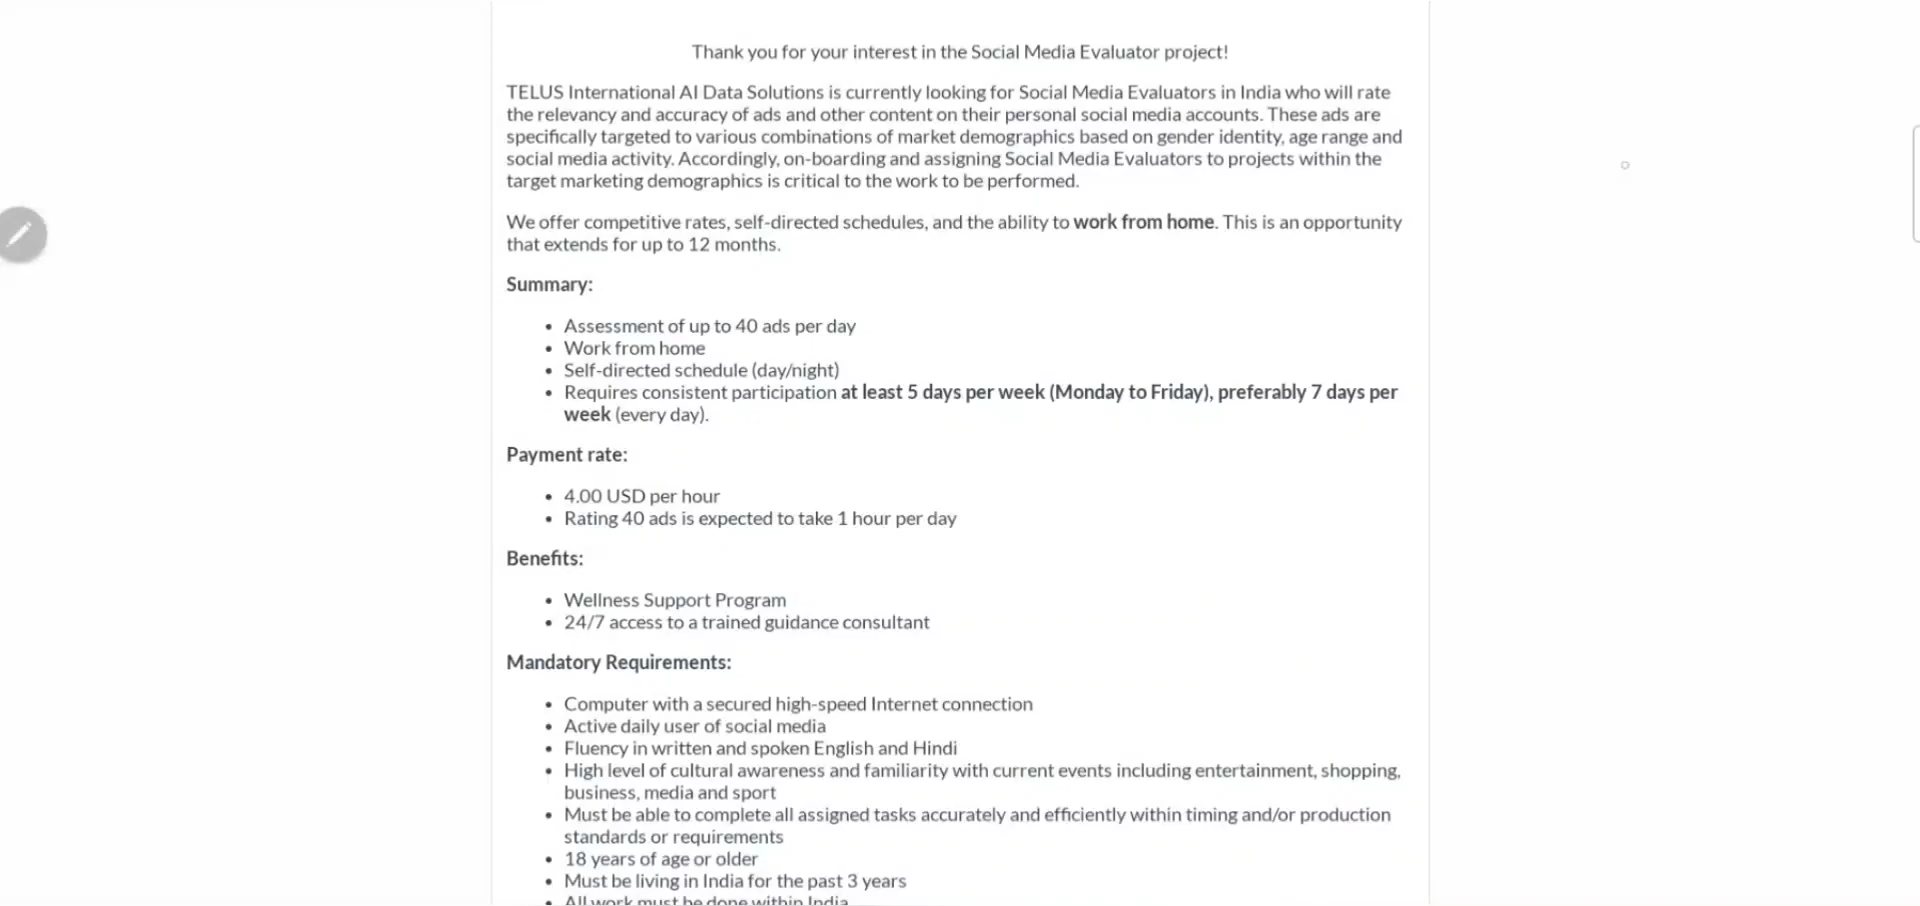 Thank you for your interest in the Social Media Evaluator project!
TELUS International AI Data Solutions is currently looking for Social Media Evaluators in India who will rate
the relevancy and accuracy of ads and other content on their personal social media accounts. These ads are
specifically targeted to various combinations of market demographics based on gender identity, age range and
social media activity. Accordingly, on-boarding and assigning Social Media Evaluators to projects within the
target marketing demographics is critical to the work to be performed.
We offer competitive rates, self-directed schedules, and the ability to work from home. This is an opportunity
that extends for up to 12 months.
Summary:
• Assessment of up to 40 ads per day
• Work from home
• Self-directed schedule (day/night)
• Requires consistent participation at least 5 days per week (Monday to Friday), preferably 7 days per
week (every day).
Payment rate:
• 4.00 USD per hour
• Rating 40 ads is expected to take 1 hour per day
Benefits:
• Wellness Support Program
• 24/7 access to a trained guidance consultant
Mandatory Requirements:
• Computer with a secured high-speed Internet connection
• Active daily user of social media
• Fluency in written and spoken English and Hindi
• High level of cultural awareness and familiarity with current events including entertainment, shopping,
business, media and sport
• Must be able to complete all assigned tasks accurately and efficiently within timing and/or production
standards or requirements
• 18 years of age or older
• Must be living in India for the past 3 years
• All work must be done within India